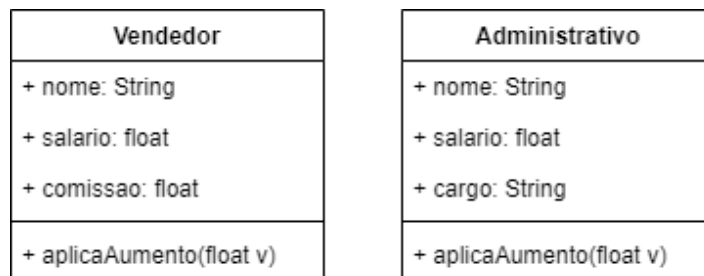 Vendedor
+ nome: String
+ salario: float
+ comissao: float
+ aplicaAumento(float v)
Administrativo
+ nome: String
+ salario: float
+ cargo: String
+ aplicaAumento(float v)